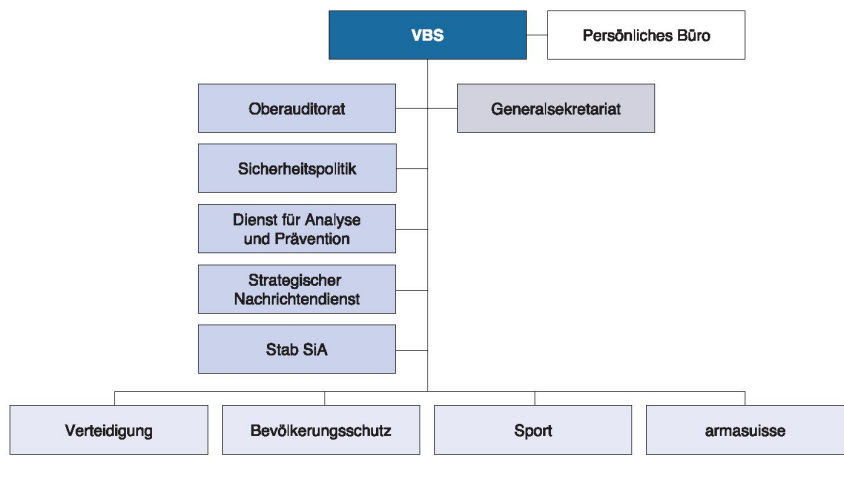 VBS
Persönliches Büro
Oberauditorat
Generalsekretariat
Sicherheitspolitik
Dienst für Analyse
und Prävention
Strategischer
Nachrichtendienst
Stab SiA
Verteidigung
Bevölkerungsschutz
Sport
armasuisse